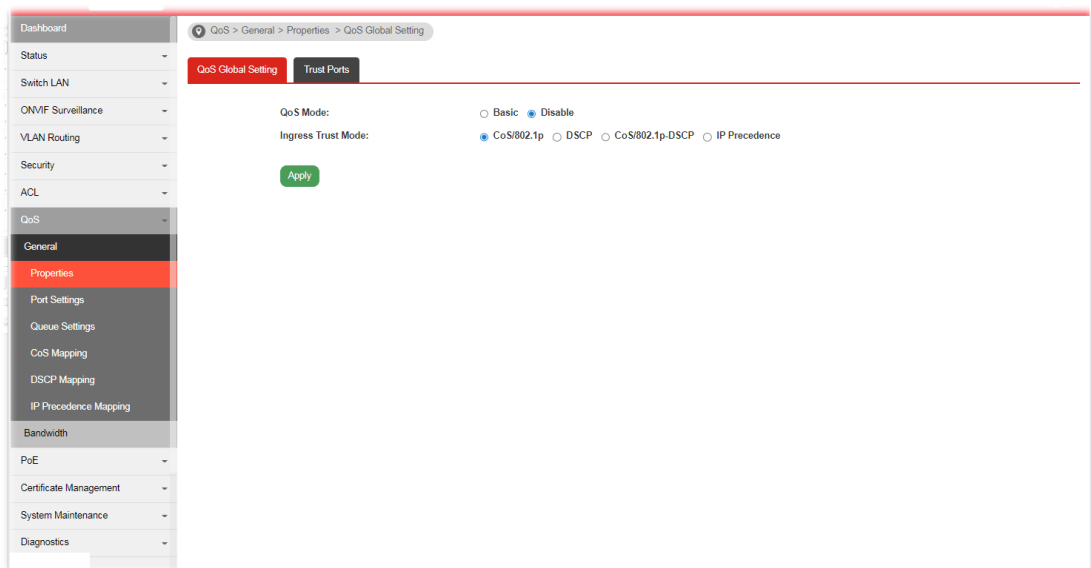 Dashboard
QoS > General > Properties > QoS Global Setting
Status
QoS Global Setting
Trust Ports
Switch LAN
ONVIF Surveillance
QoS Mode:
Basic
Disable
VLAN Routing
Ingress Trust Mode:
CoS/802.1p
DSCP
CoS/802.1p-DSCP
IP Precedence
Security
Apply
ACL
QoS
General
Properties
Port Settings
Queue Settings
CoS Mapping
DSCP Mapping
IP Precedence Mapping
Bandwidth
PoE
Certificate Management
System Maintenance
Diagnostics